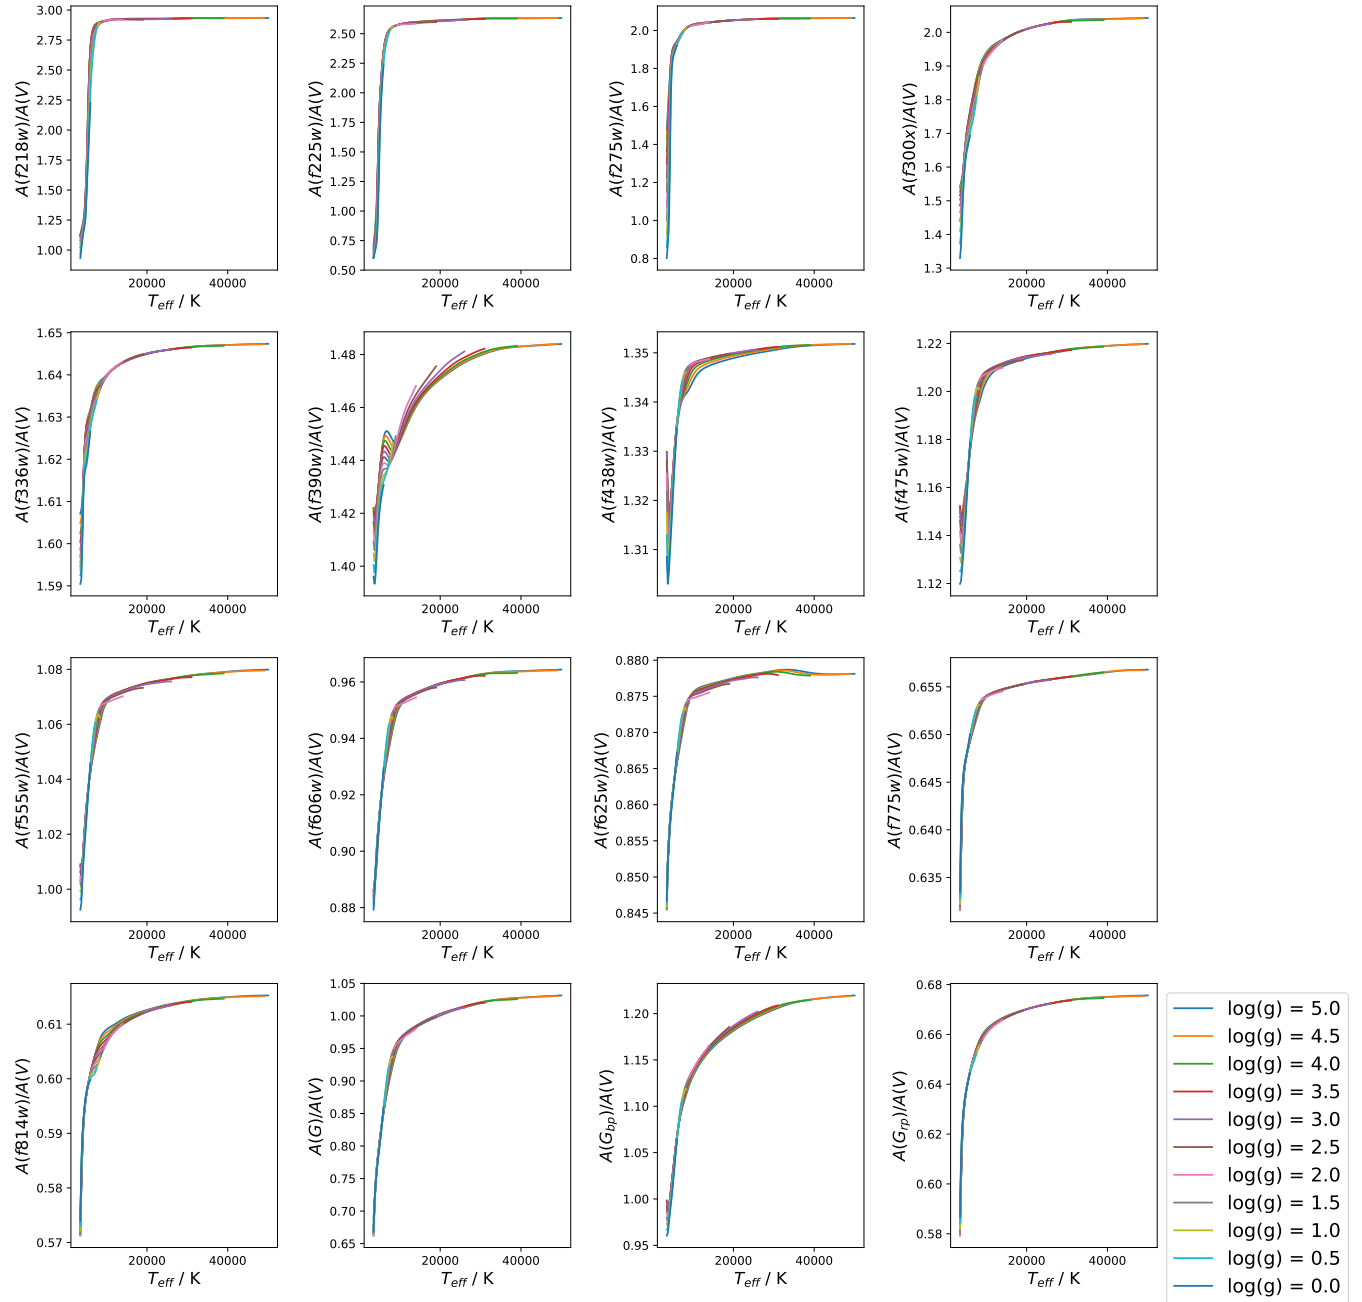 3.00
2.75
2.50
2.25
2.00
1.75
1.50
1.25
1.00
A(f218w)/A(V)
20000 40000
T_eff / K
2.50
2.25
2.00
1.75
1.50
1.25
1.00
0.75
0.50
A(f225w)/A(V)
20000 40000
T_eff / K
2.0
1.8
1.6
1.4
1.2
1.0
0.8
A(f275w)/A(V)
20000 40000
T_eff / K
2.0
1.9
1.8
1.7
1.6
1.5
1.4
1.3
A(f300x)/A(V)
20000 40000
T_eff / K
1.65
1.64
1.63
1.62
1.61
1.60
1.59
A(f336w)/A(V)
20000 40000
T_eff / K
1.48
1.46
1.44
1.42
1.40
A(f390w)/A(V)
20000 40000
T_eff / K
1.35
1.34
1.33
1.32
1.31
A(f438w)/A(V)
20000 40000
T_eff / K
1.22
1.20
1.18
1.16
1.14
1.12
A(f475w)/A(V)
20000 40000
T_eff / K
1.08
1.06
1.04
1.02
1.00
A(f555w)/A(V)
20000 40000
T_eff / K
0.96
0.94
0.92
0.90
0.88
A(f606w)/A(V)
20000 40000
T_eff / K
0.880
0.875
0.870
0.865
0.860
0.855
0.850
0.845
A(f625w)/A(V)
20000 40000
T_eff / K
0.655
0.650
0.645
0.640
0.635
A(f775w)/A(V)
20000 40000
T_eff / K
0.61
0.60
0.59
0.58
0.57
A(f814w)/A(V)
20000 40000
T_eff / K
1.05
1.00
0.95
0.90
0.85
0.80
0.75
0.70
0.65
A(G)/A(V)
20000 40000
T_eff / K
1.20
1.15
1.10
1.05
1.00
0.95
A(G_bp)/A(V)
20000 40000
T_eff / K
0.68
0.66
0.64
0.62
0.60
0.58
A(G_rp)/A(V)
20000 40000
T_eff / K
log(g) = 5.0
log(g) = 4.5
log(g) = 4.0
log(g) = 3.5
log(g) = 3.0
log(g) = 2.5
log(g) = 2.0
log(g) = 1.5
log(g) = 1.0
log(g) = 0.5
log(g) = 0.0